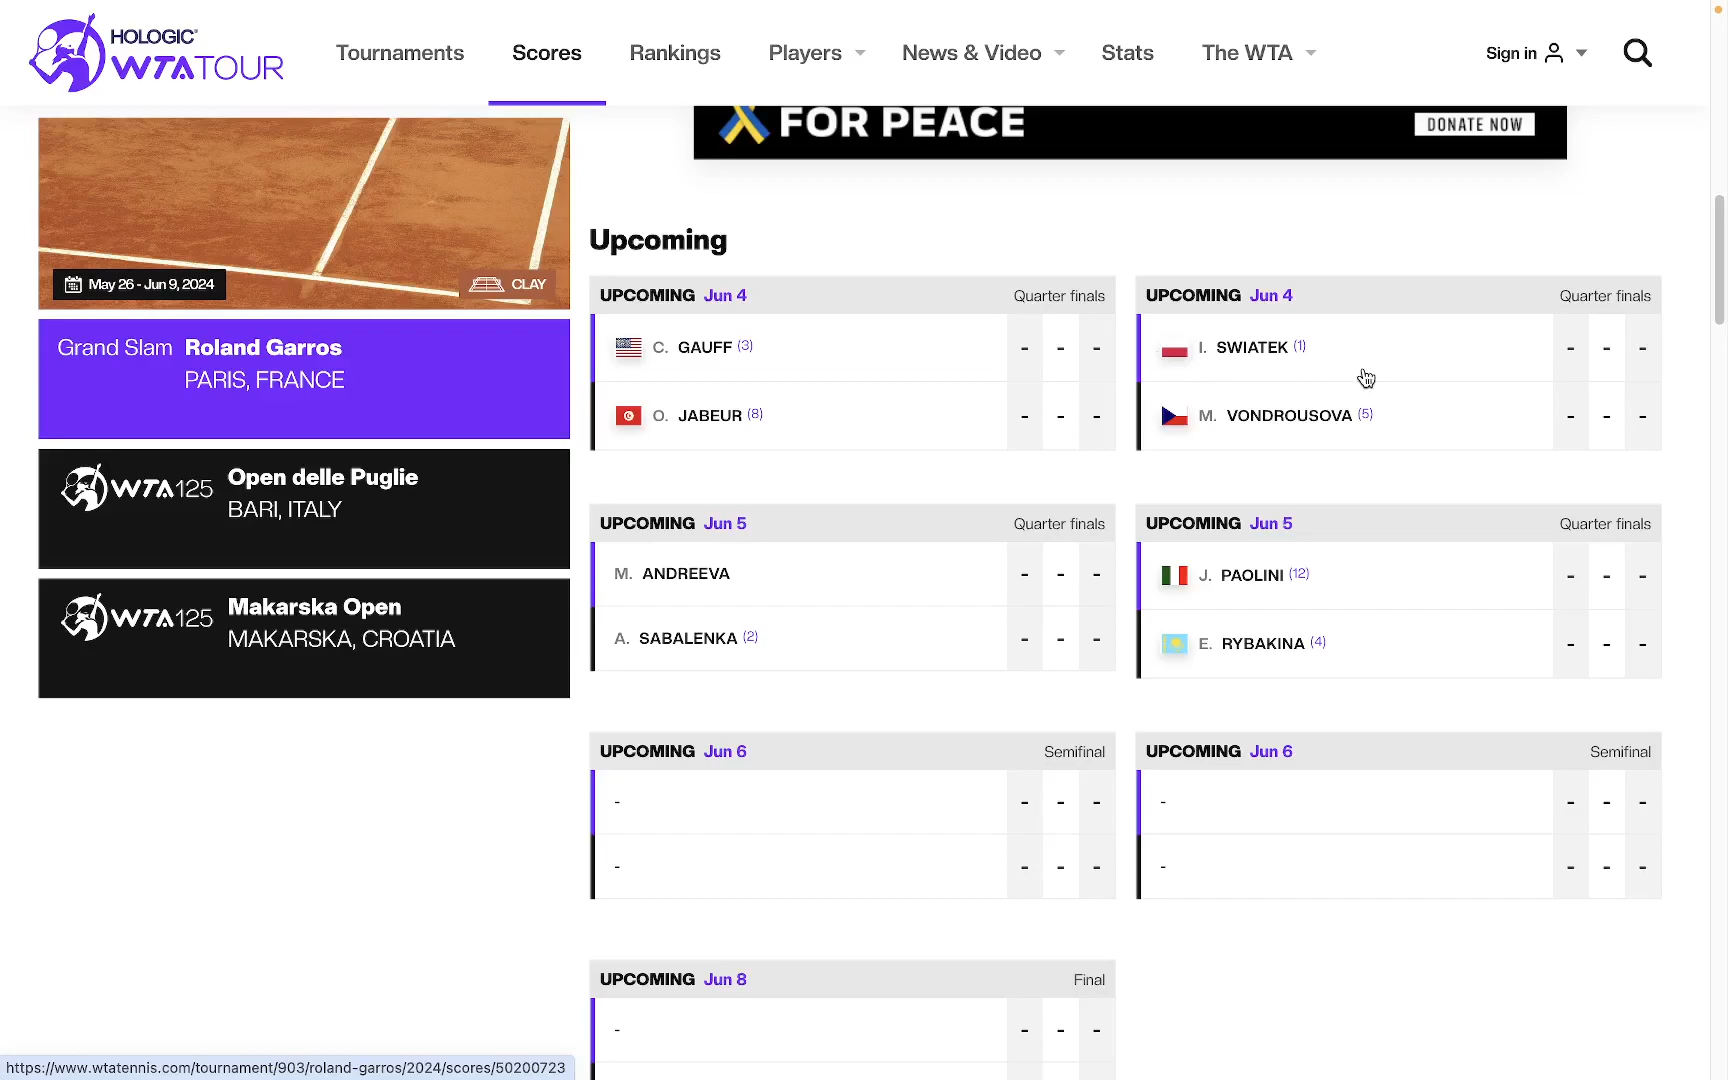 HOLOGIC®
WTATOUR
Tournaments
Scores
Rankings
Players
News & Video
Stats
The WTA
Sign in
FOR PEACE
DONATE NOW
May 26 - Jun 9, 2024
CLAY
Grand Slam Roland Garros
PARIS, FRANCE
WTA125
Open delle Puglie
BARI, ITALY
WTA125
Makarska Open
MAKARSKA, CROATIA
Upcoming
UPCOMING Jun 4 Quarter finals
C. GAUFF (3) - - -
O. JABEUR (8) - - -
UPCOMING Jun 4 Quarter finals
I. SWIATEK (1) - - -
M. VONDROUSOVA (5) - - -
UPCOMING Jun 5 Quarter finals
M. ANDREEVA - - -
A. SABALENKA (2) - - -
UPCOMING Jun 5 Quarter finals
J. PAOLINI (12) - - -
E. RYBAKINA (4) - - -
UPCOMING Jun 6 Semifinal
- - - -
- - - -
UPCOMING Jun 6 Semifinal
- - - -
- - - -
UPCOMING Jun 8 Final
- - - -
https://www.wtatennis.com/tournament/903/roland-garros/2024/scores/50200723